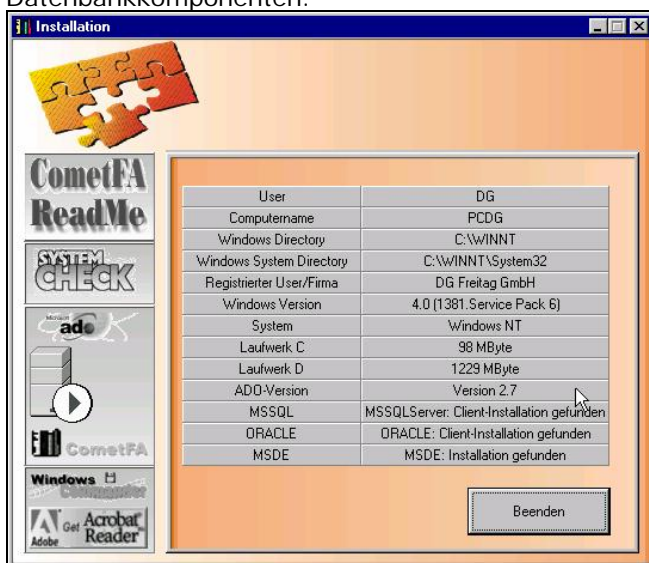 Datenbankkomponenten:
Installation
CometFA
ReadMe
SYSTEM
CHECK
Microsoft
ado
CometFA
Windows
Commander
Adobe
Get Acrobat
Reader
User DG
Computername PCDG
Windows Directory C:\WINNT
Windows System Directory C:\WINNT\System32
Registrierter User/Firma DG Freitag GmbH
Windows Version 4.0 (1381.Service Pack 6)
System Windows NT
Laufwerk C 98 MByte
Laufwerk D 1229 MByte
ADO-Version Version 2.7
MSSQL MSSQLServer: Client-Installation gefunden
ORACLE ORACLE: Client-Installation gefunden
MSDE MSDE: Installation gefunden
Beenden